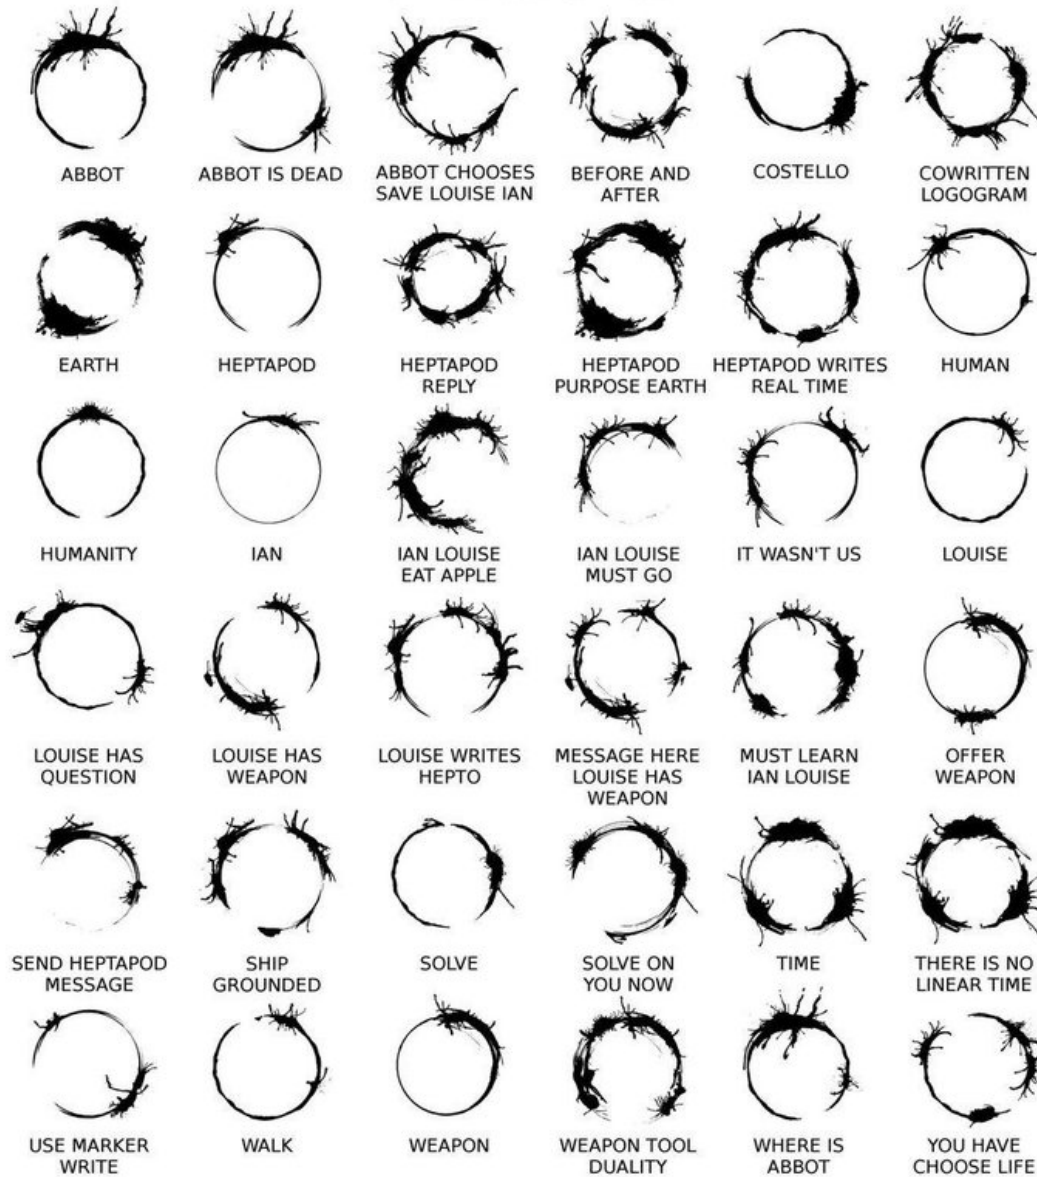 ABBOT
ABBOT IS DEAD
ABBOT CHOOSES
SAVE LOUISE IAN
BEFORE AND
AFTER
COSTELLO
COWRITTEN
LOGOGRAM
EARTH
HEPTAPOD
HEPTAPOD
REPLY
HEPTAPOD
PURPOSE EARTH
HEPTAPOD WRITES
REAL TIME
HUMAN
HUMANITY
IAN
IAN LOUISE
EAT APPLE
IAN LOUISE
MUST GO
IT WASN'T US
LOUISE
LOUISE HAS
QUESTION
LOUISE HAS
WEAPON
LOUISE WRITES
HEPTO
MESSAGE HERE
LOUISE HAS
WEAPON
MUST LEARN
IAN LOUISE
OFFER
WEAPON
SEND HEPTAPOD
MESSAGE
SHIP
GROUNDED
SOLVE
SOLVE ON
YOU NOW
TIME
THERE IS NO
LINEAR TIME
USE MARKER
WRITE
WALK
WEAPON
WEAPON TOOL
DUALITY
WHERE IS
ABBOT
YOU HAVE
CHOOSE LIFE